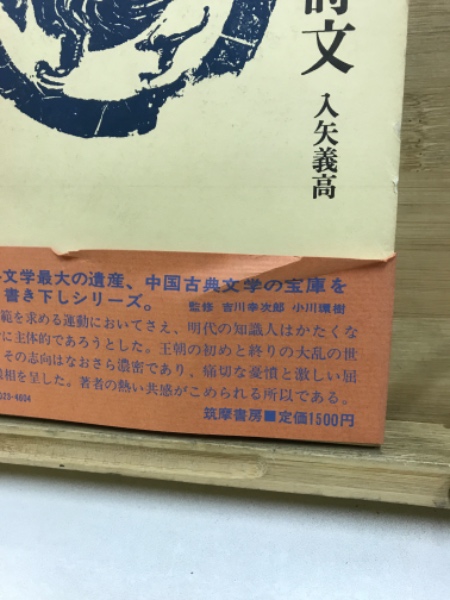 詩文
入矢義高
文学最大の遺産、中国古典文学の宝庫を
書き下しシリーズ。 監修 吉川幸次郎 小川環樹
範を求める運動においてさえ、明代の知識人はかたくな
に主体的であろうとした。王朝の初めと終りの大乱の世
その志向はなおさら濃密であり、痛切な憂憤と激しい屈
相を呈した。著者の熱い共感がこめられる所以である。
023-4604
筑摩書房■定価1500円